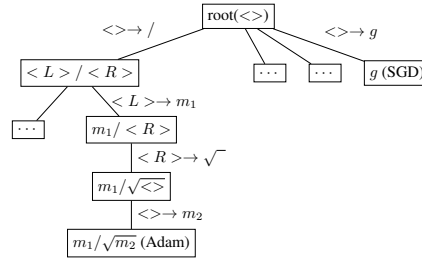 root(<>)
<>→ /
<>→ g
< L > / < R >
···
···
g (SGD)
< L >→ m₁
···
m₁/ < R >
< R >→ √
m₁/√<>
<>→ m₂
m₁/√m₂ (Adam)